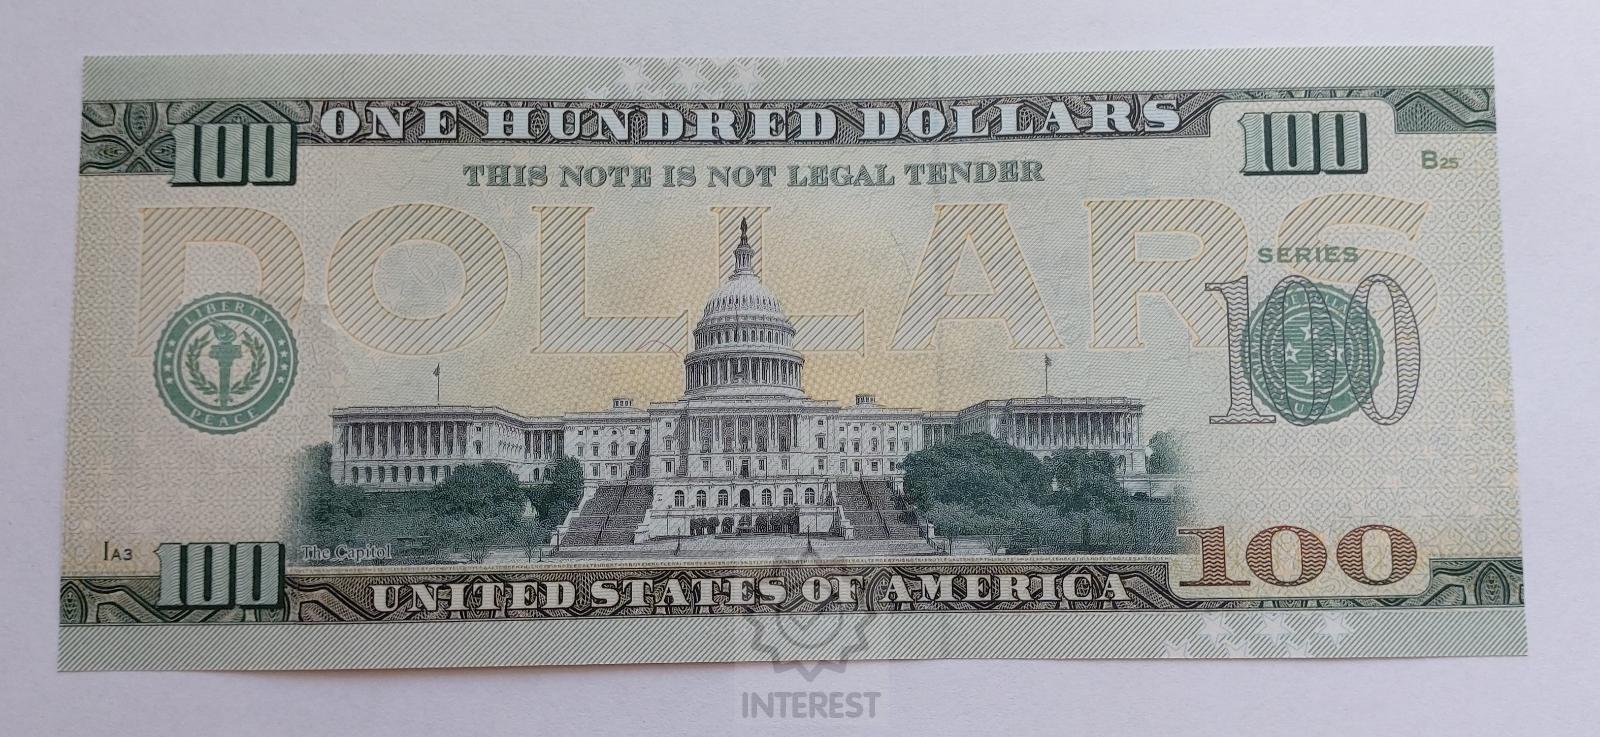 ONE HUNDRED DOLLARS
100
100
THIS NOTE IS NOT LEGAL TENDER
B25
DOLLARS
SERIES
100
LIBERTY
PEACE
USA
The Capitol
IA3
100
100
UNITED STATES OF AMERICA
INTEREST